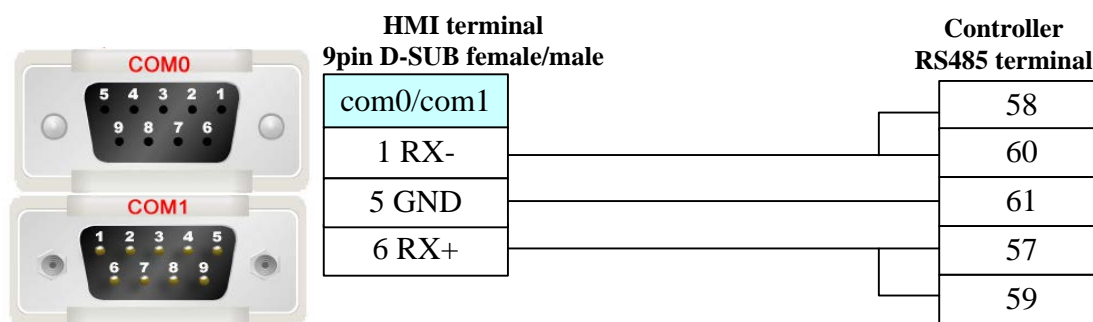 HMI terminal
9pin D-SUB female/male
Controller
RS485 terminal
COM0
5 4 3 2 1
9 8 7 6
COM1
1 2 3 4 5
6 7 8 9
com0/com1
1 RX-
5 GND
6 RX+
58
60
61
57
59